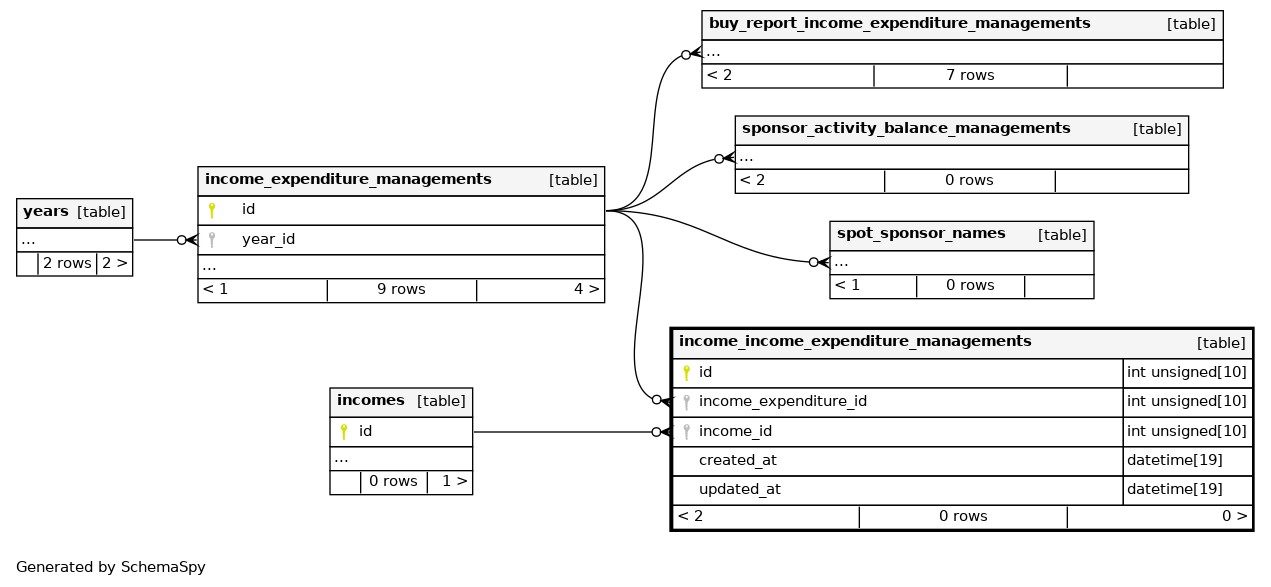 buy_report_income_expenditure_managements [table]
...
< 2 7 rows
sponsor_activity_balance_managements [table]
...
< 2 0 rows
income_expenditure_managements [table]
id
year_id
...
< 1 9 rows 4 >
years [table]
...
2 rows 2 >
spot_sponsor_names [table]
...
< 1 0 rows
income_income_expenditure_managements [table]
id int unsigned[10]
income_expenditure_id int unsigned[10]
income_id int unsigned[10]
created_at datetime[19]
updated_at datetime[19]
< 2 0 rows 0 >
incomes [table]
id
...
0 rows 1 >
Generated by SchemaSpy